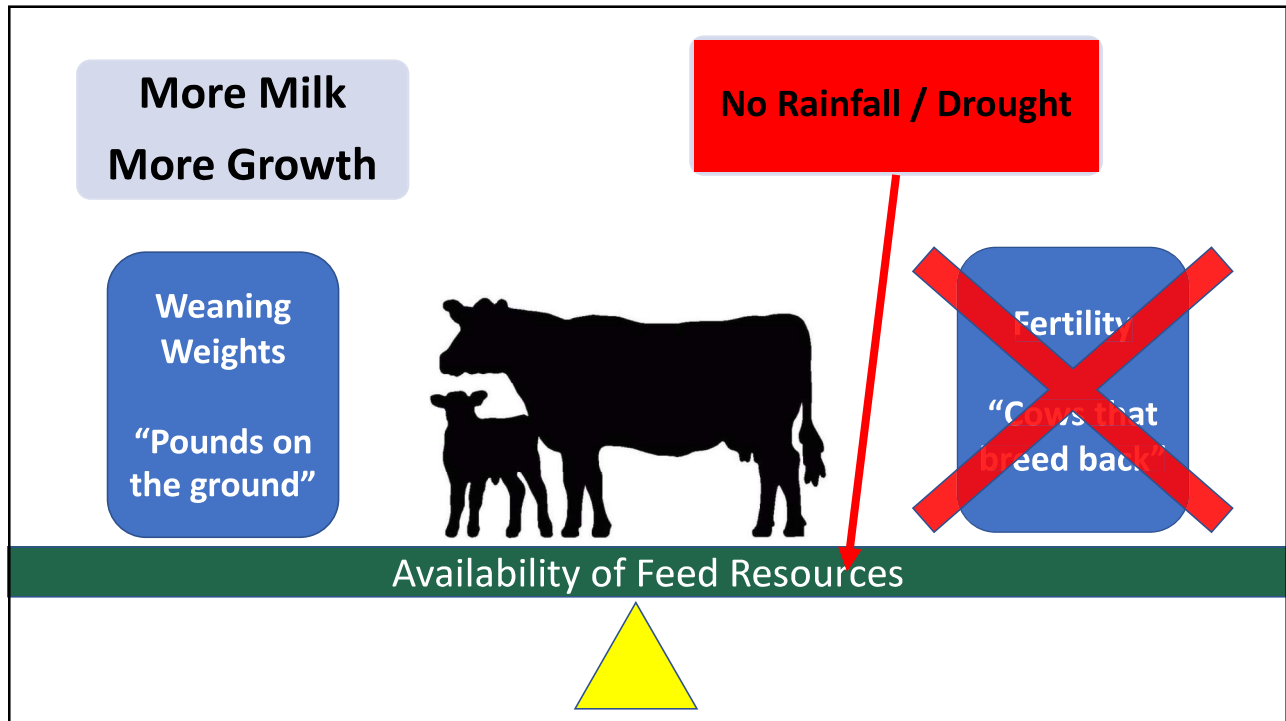 More Milk
More Growth
No Rainfall / Drought
Weaning
Weights
“Pounds on
the ground”
Fertility
“Cows that
breed back”
Availability of Feed Resources